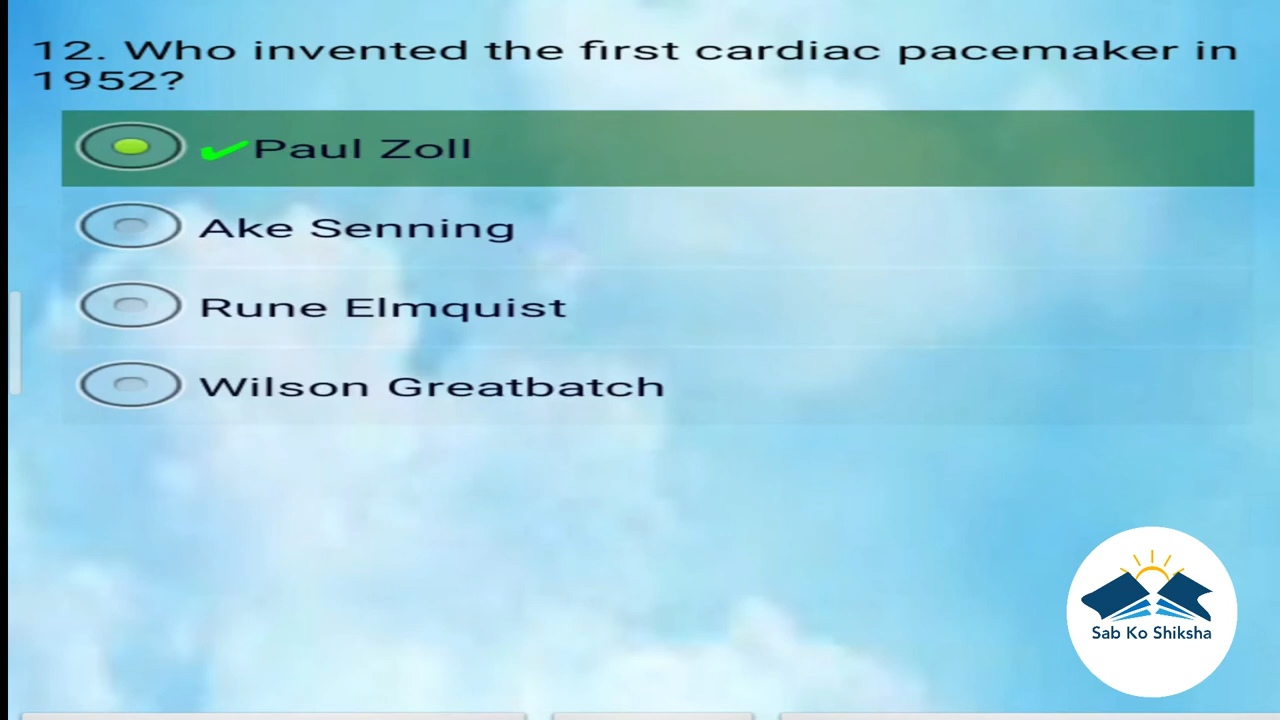 12. Who invented the first cardiac pacemaker in
1952?
✔Paul Zoll
Ake Senning
Rune Elmquist
Wilson Greatbatch
Sab Ko Shiksha